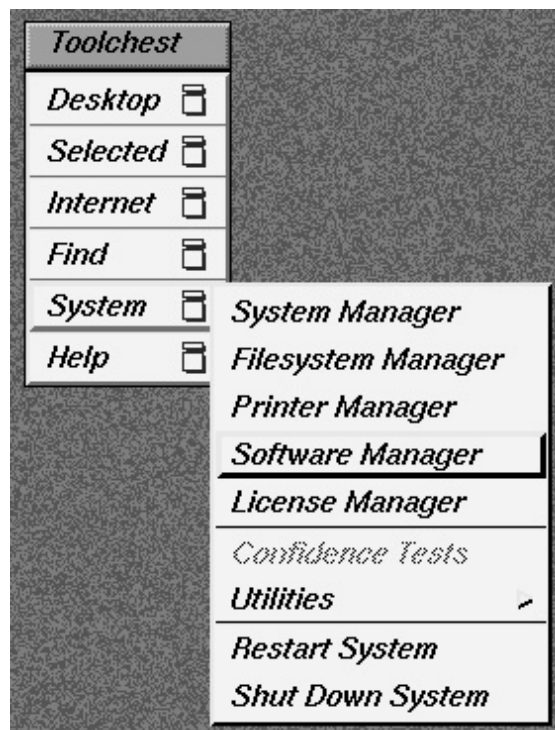 Toolchest
Desktop
Selected
Internet
Find
System
Help
System Manager
Filesystem Manager
Printer Manager
Software Manager
License Manager
Confidence Tests
Utilities
Restart System
Shut Down System